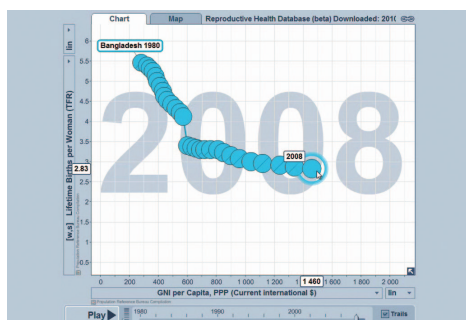 Chart
Map
Reproductive Health Database (beta) Downloaded: 201
lin
[w,s] Lifetime Births per Woman (TFR)
6
5.5
5
4.5
4
3.5
3
2.83
2.5
2
1.5
1
0.5
2008
Bangladesh 1980
2008
0 200 400 600 800 1 000 1 200 1 400 1 460 1 600 1 800 2 000
GNI per Capita, PPP (Current international $)
lin
Population Reference Bureau Compilation
Play
1980 1990 2000
Trails